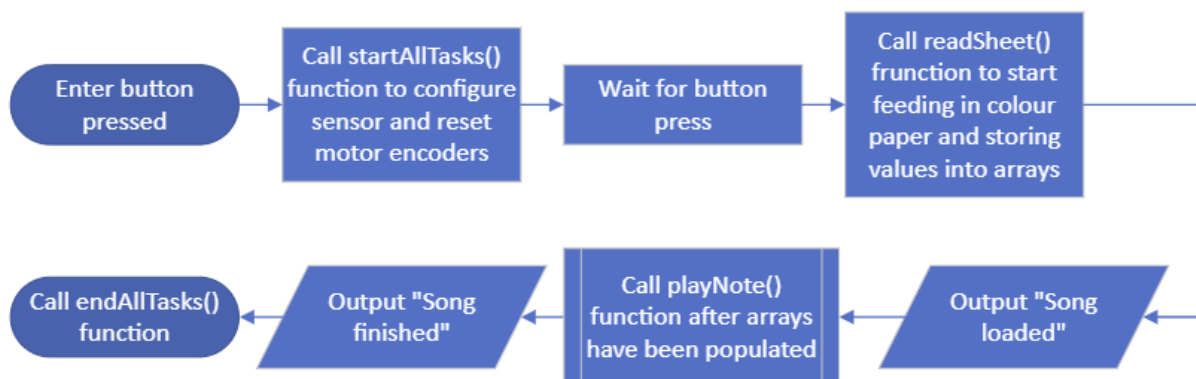 Enter button
pressed
Call startAllTasks()
function to configure
sensor and reset
motor encoders
Wait for button
press
Call readSheet()
frunction to start
feeding in colour
paper and storing
values into arrays
Output "Song
loaded"
Call playNote()
function after arrays
have been populated
Output "Song
finished"
Call endAllTasks()
function